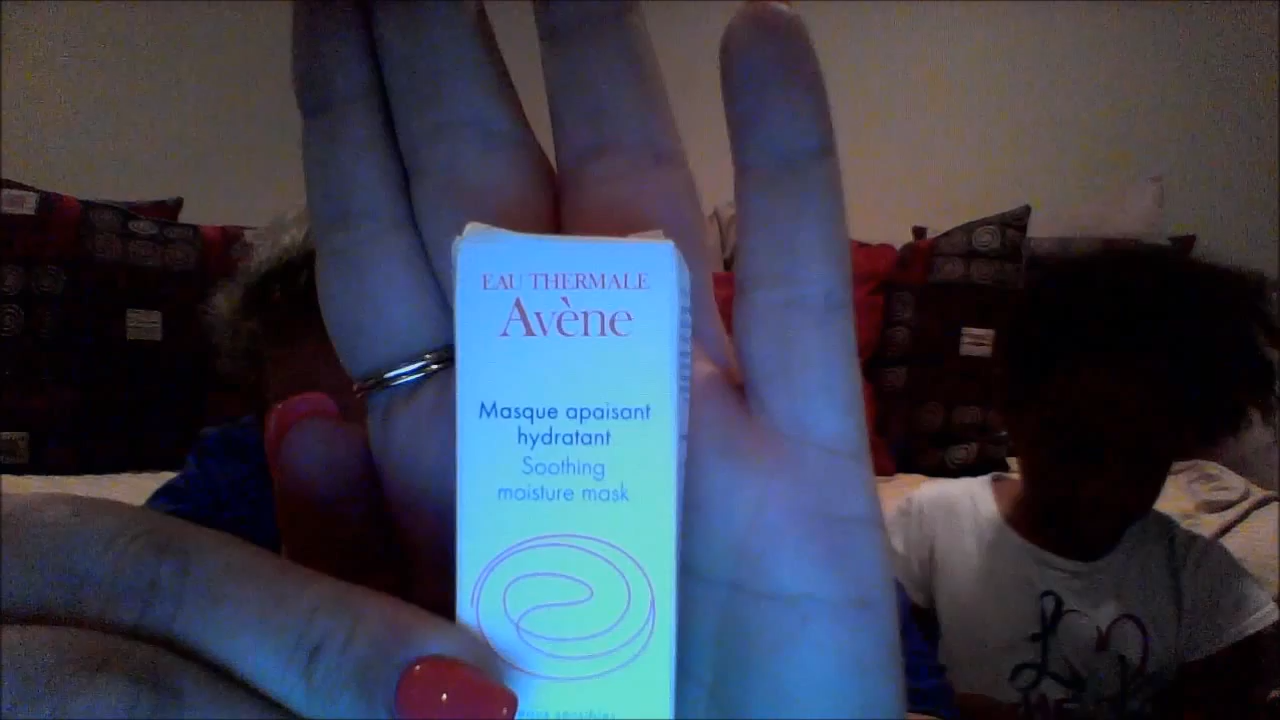 EAU THERMALE
Avène
Masque apaisant
hydratant
Soothing
moisture mask